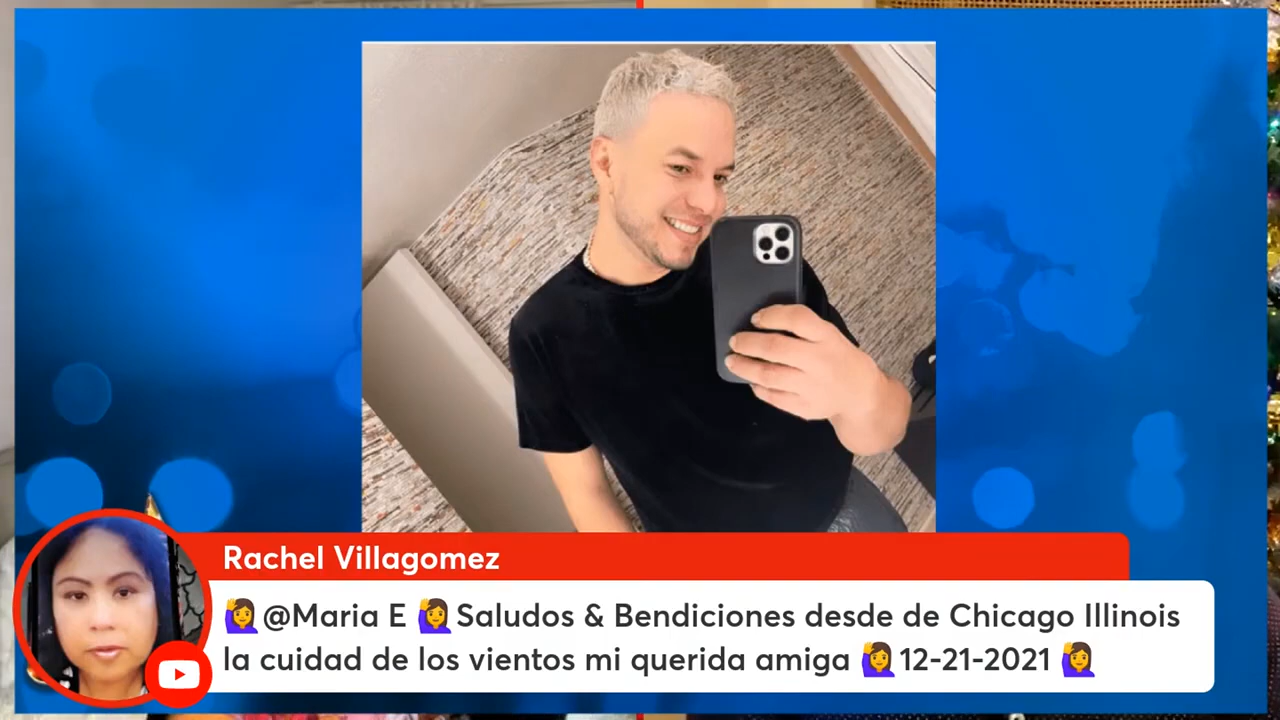 Rachel Villagomez
🙋‍♀️@Maria E 🙋‍♀️Saludos & Bendiciones desde de Chicago Illinois
la cuidad de los vientos mi querida amiga 🙋‍♀️12-21-2021 🙋‍♀️